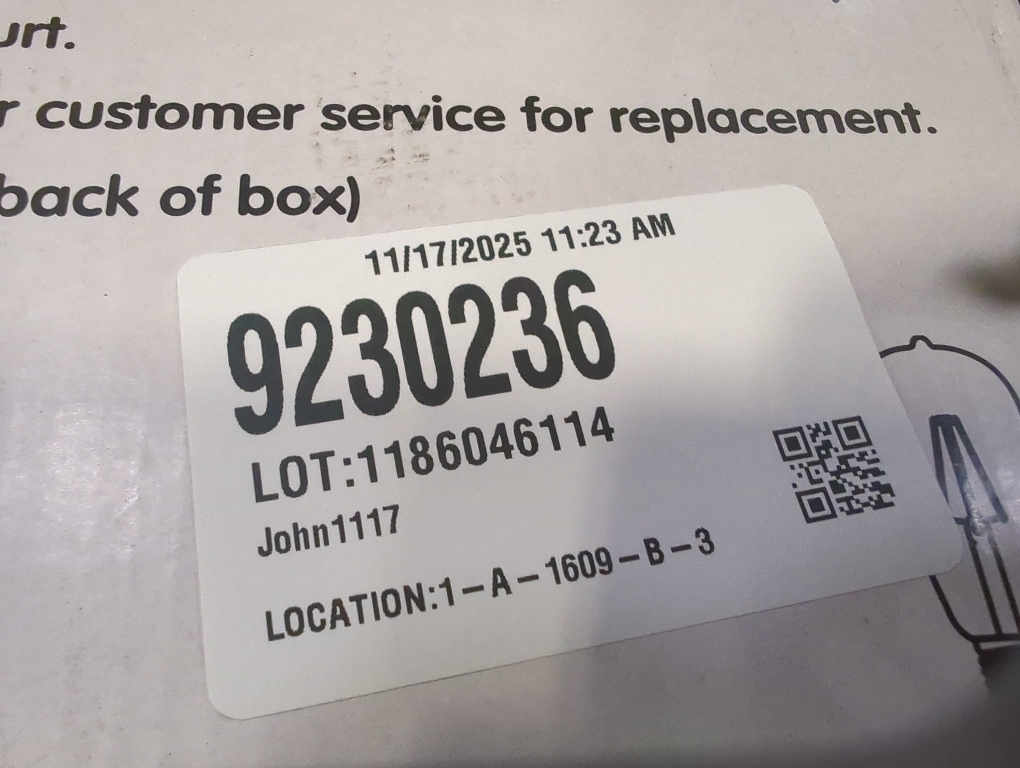 customer service for replacement.
back of box)
11/17/2025 11:23 AM
9230236
LOT:1186046114
John1117
LOCATION:1-A-1609-B-3